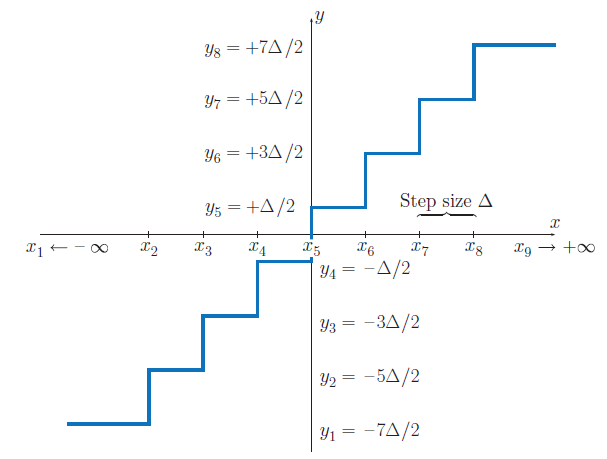 y
y₈ = +7Δ/2
y₇ = +5Δ/2
y₆ = +3Δ/2
y₅ = +Δ/2
Step size Δ
x
x₁ ← − ∞ x₂ x₃ x₄ x₅ x₆ x₇ x₈ x₉ → +∞
y₄ = −Δ/2
y₃ = −3Δ/2
y₂ = −5Δ/2
y₁ = −7Δ/2